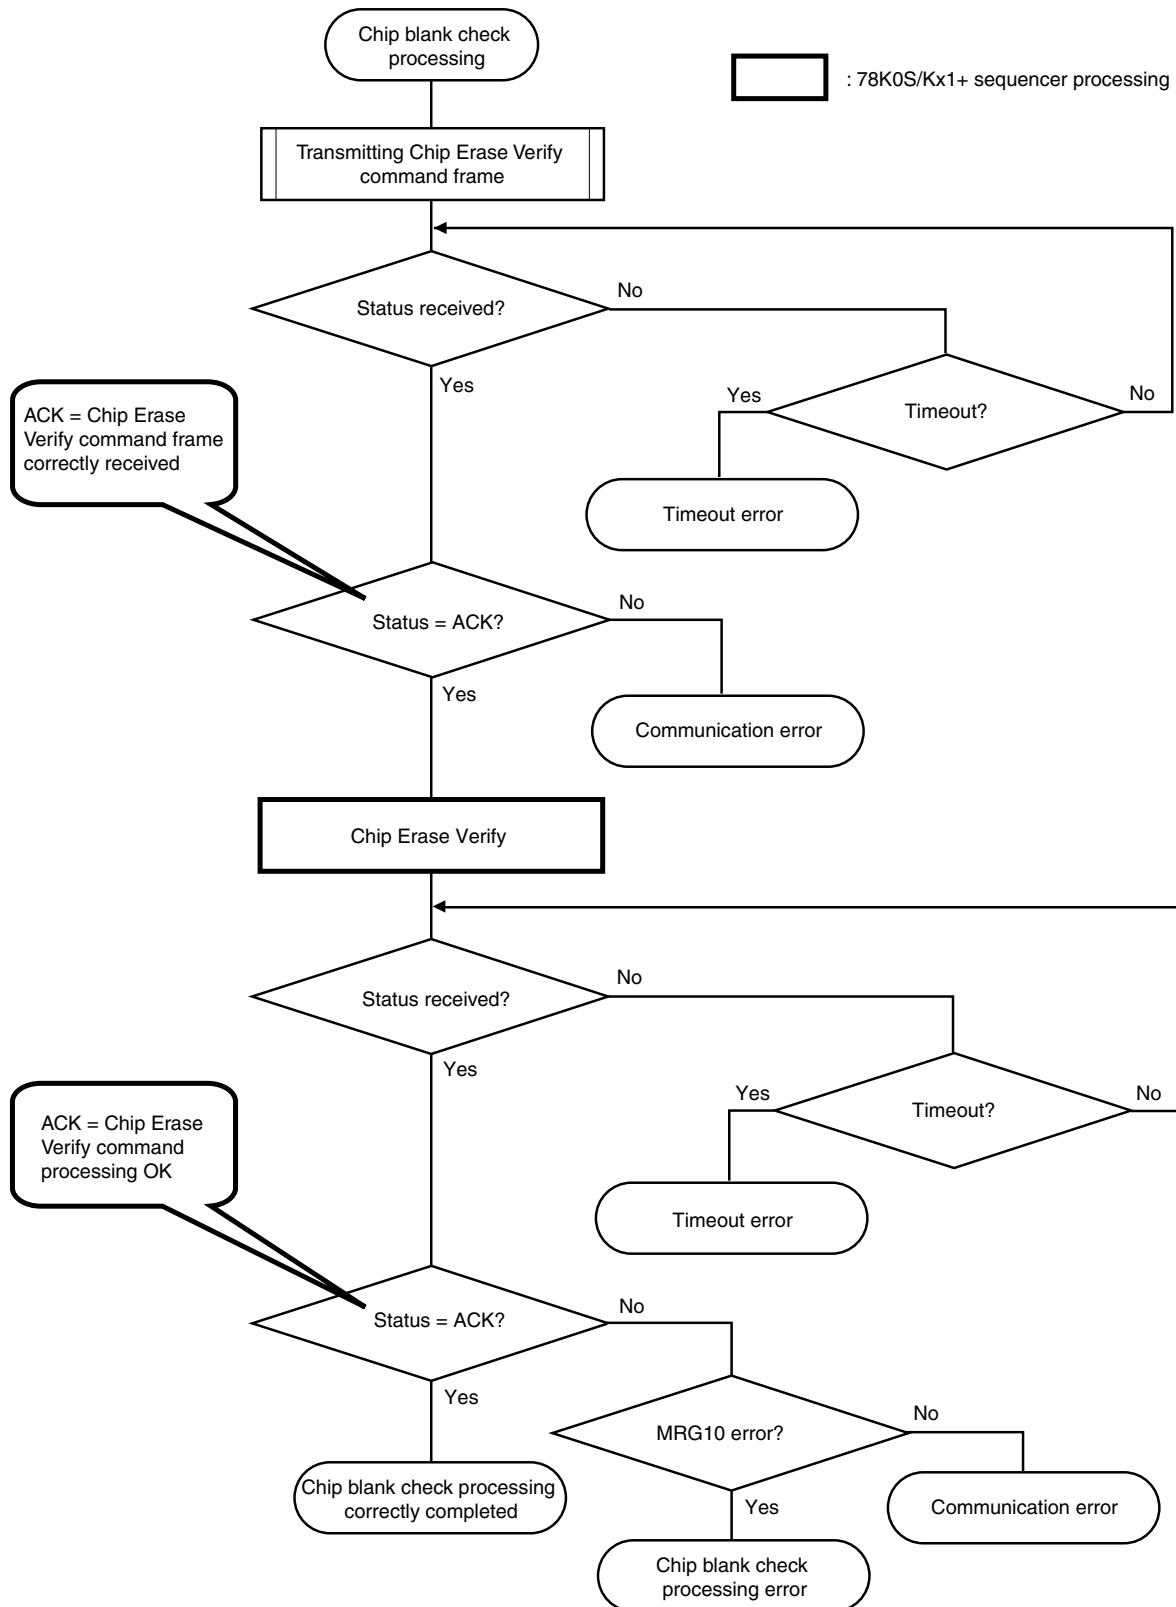 Chip blank check
processing
: 78K0S/Kx1+ sequencer processing
Transmitting Chip Erase Verify
command frame
Status received?
No
Yes
Timeout?
Yes
No
Timeout error
ACK = Chip Erase
Verify command frame
correctly received
Status = ACK?
No
Yes
Communication error
Chip Erase Verify
Status received?
No
Yes
Timeout?
Yes
No
Timeout error
ACK = Chip Erase
Verify command
processing OK
Status = ACK?
No
Yes
MRG10 error?
No
Yes
Chip blank check processing
correctly completed
Communication error
Chip blank check
processing error